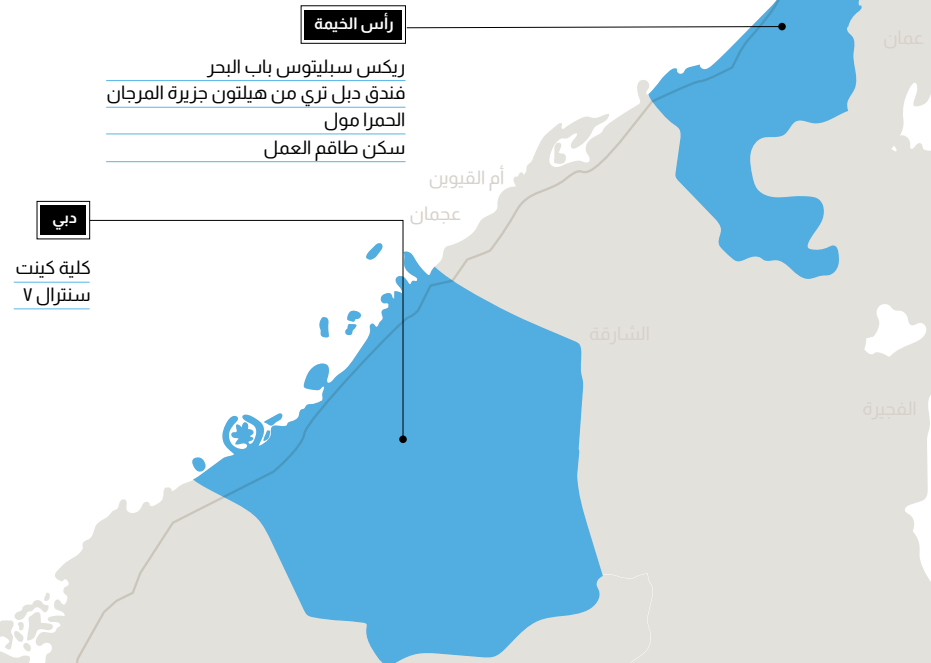 رأس الخيمة
ريكس سبليتوس باب البحر
فندق دبل تري من هيلتون جزيرة المرجان
الحمرا مول
سكن طاقم العمل
دبي
كلية كينت
سنترال ٧
عمان
أم القيوين
عجمان
الشارقة
الفجيرة